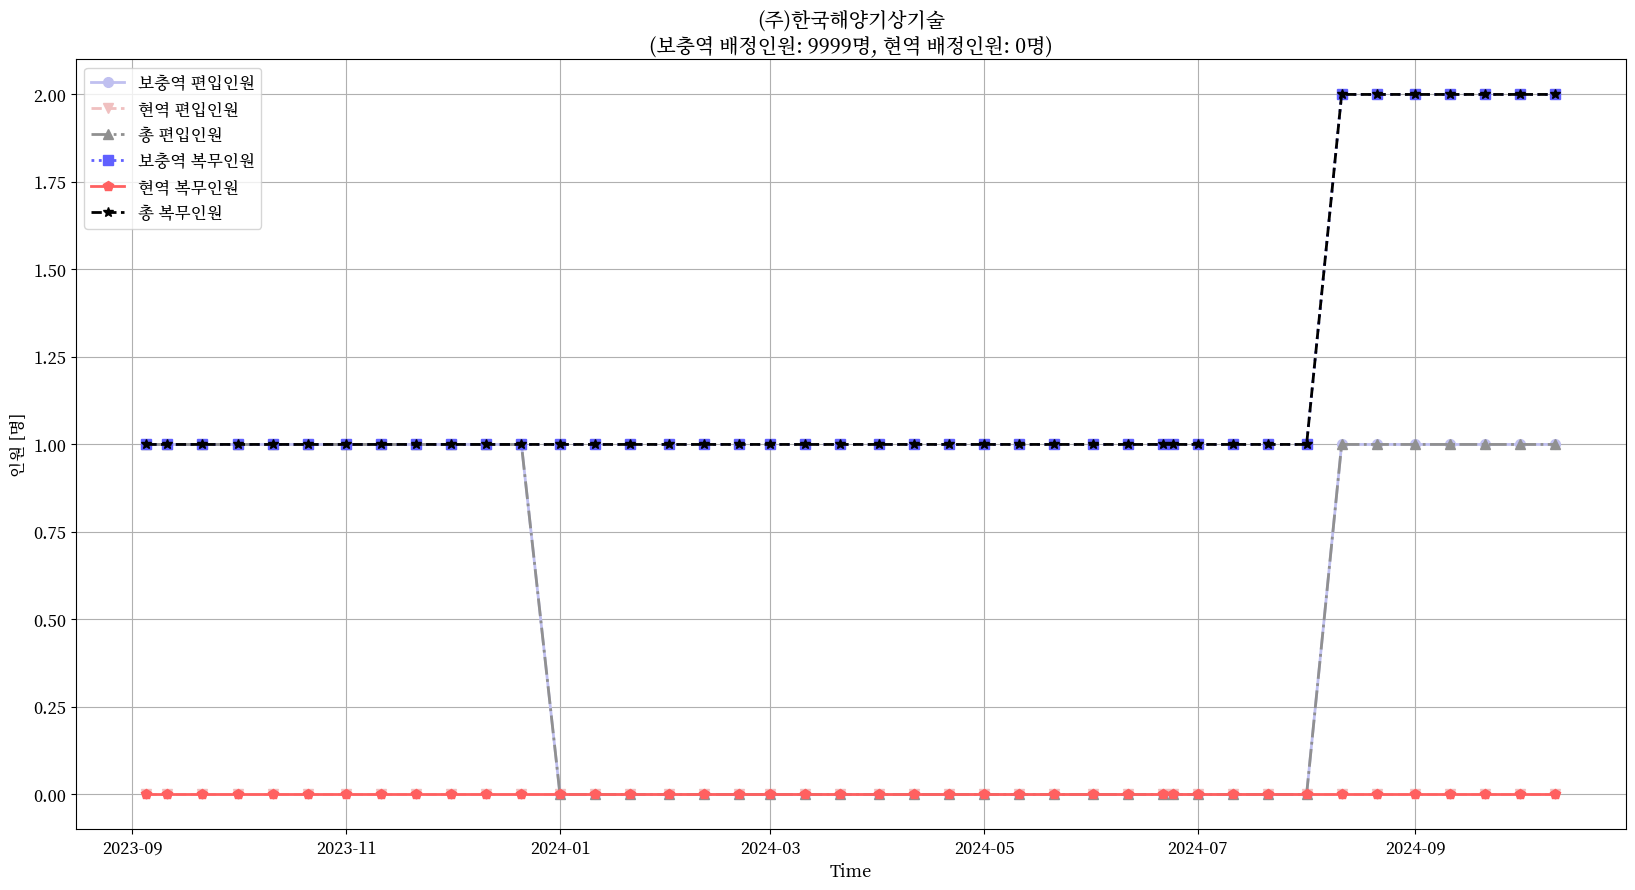 (주)한국해양기상기술
(보충역 배정인원: 9999명, 현역 배정인원: 0명)
보충역 편입인원
현역 편입인원
총 편입인원
보충역 복무인원
현역 복무인원
총 복무인원
2.00
1.75
1.50
1.25
1.00
0.75
0.50
0.25
0.00
인원 [명]
2023-09
2023-11
2024-01
2024-03
2024-05
2024-07
2024-09
Time